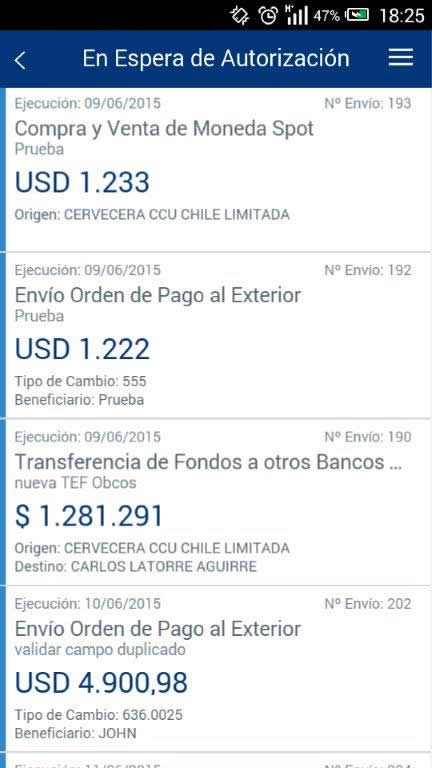 47% 18:25
En Espera de Autorización
Ejecución: 09/06/2015 Nº Envío: 193
Compra y Venta de Moneda Spot
Prueba
USD 1.233
Origen: CERVECERA CCU CHILE LIMITADA
Ejecución: 09/06/2015 Nº Envío: 192
Envío Orden de Pago al Exterior
Prueba
USD 1.222
Tipo de Cambio: 555
Beneficiario: Prueba
Ejecución: 09/06/2015 Nº Envío: 190
Transferencia de Fondos a otros Bancos ...
nueva TEF Obcos
$ 1.281.291
Origen: CERVECERA CCU CHILE LIMITADA
Destino: CARLOS LATORRE AGUIRRE
Ejecución: 10/06/2015 Nº Envío: 202
Envío Orden de Pago al Exterior
validar campo duplicado
USD 4.900,98
Tipo de Cambio: 636.0025
Beneficiario: JOHN